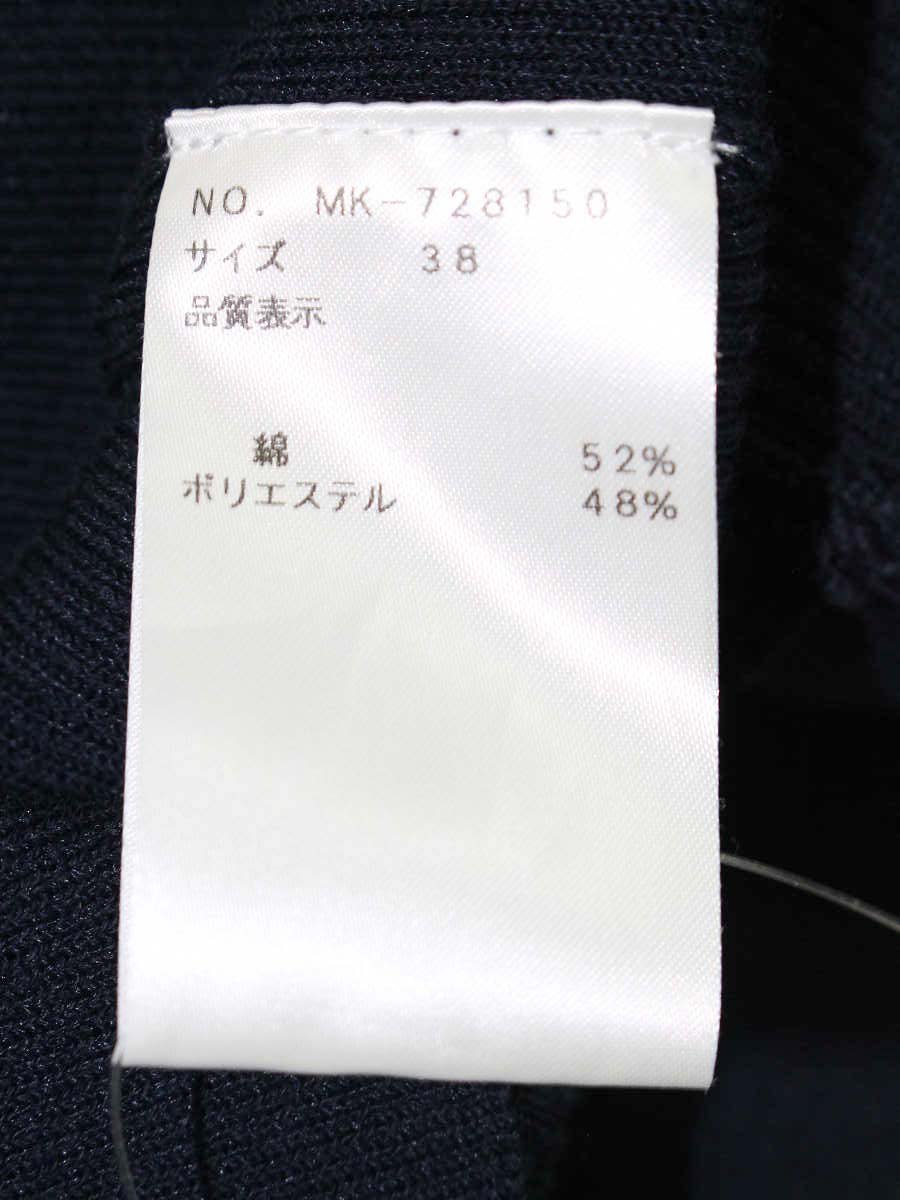 NO. MK-728150
サイズ 38
品質表示
綿 52%
ポリエステル 48%